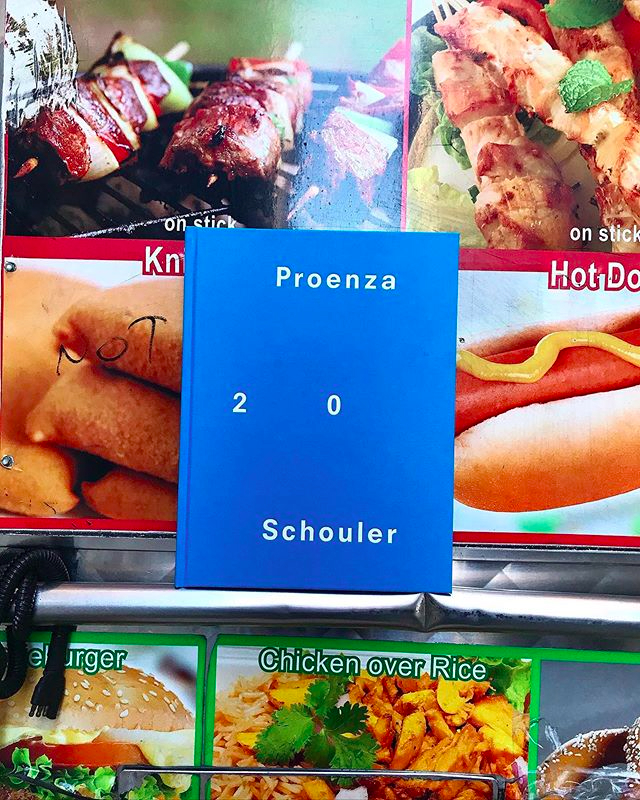 on stick
on stick
Kn
Hot Do
NOT
Proenza
2 0
Schouler
eburger
Chicken over Rice